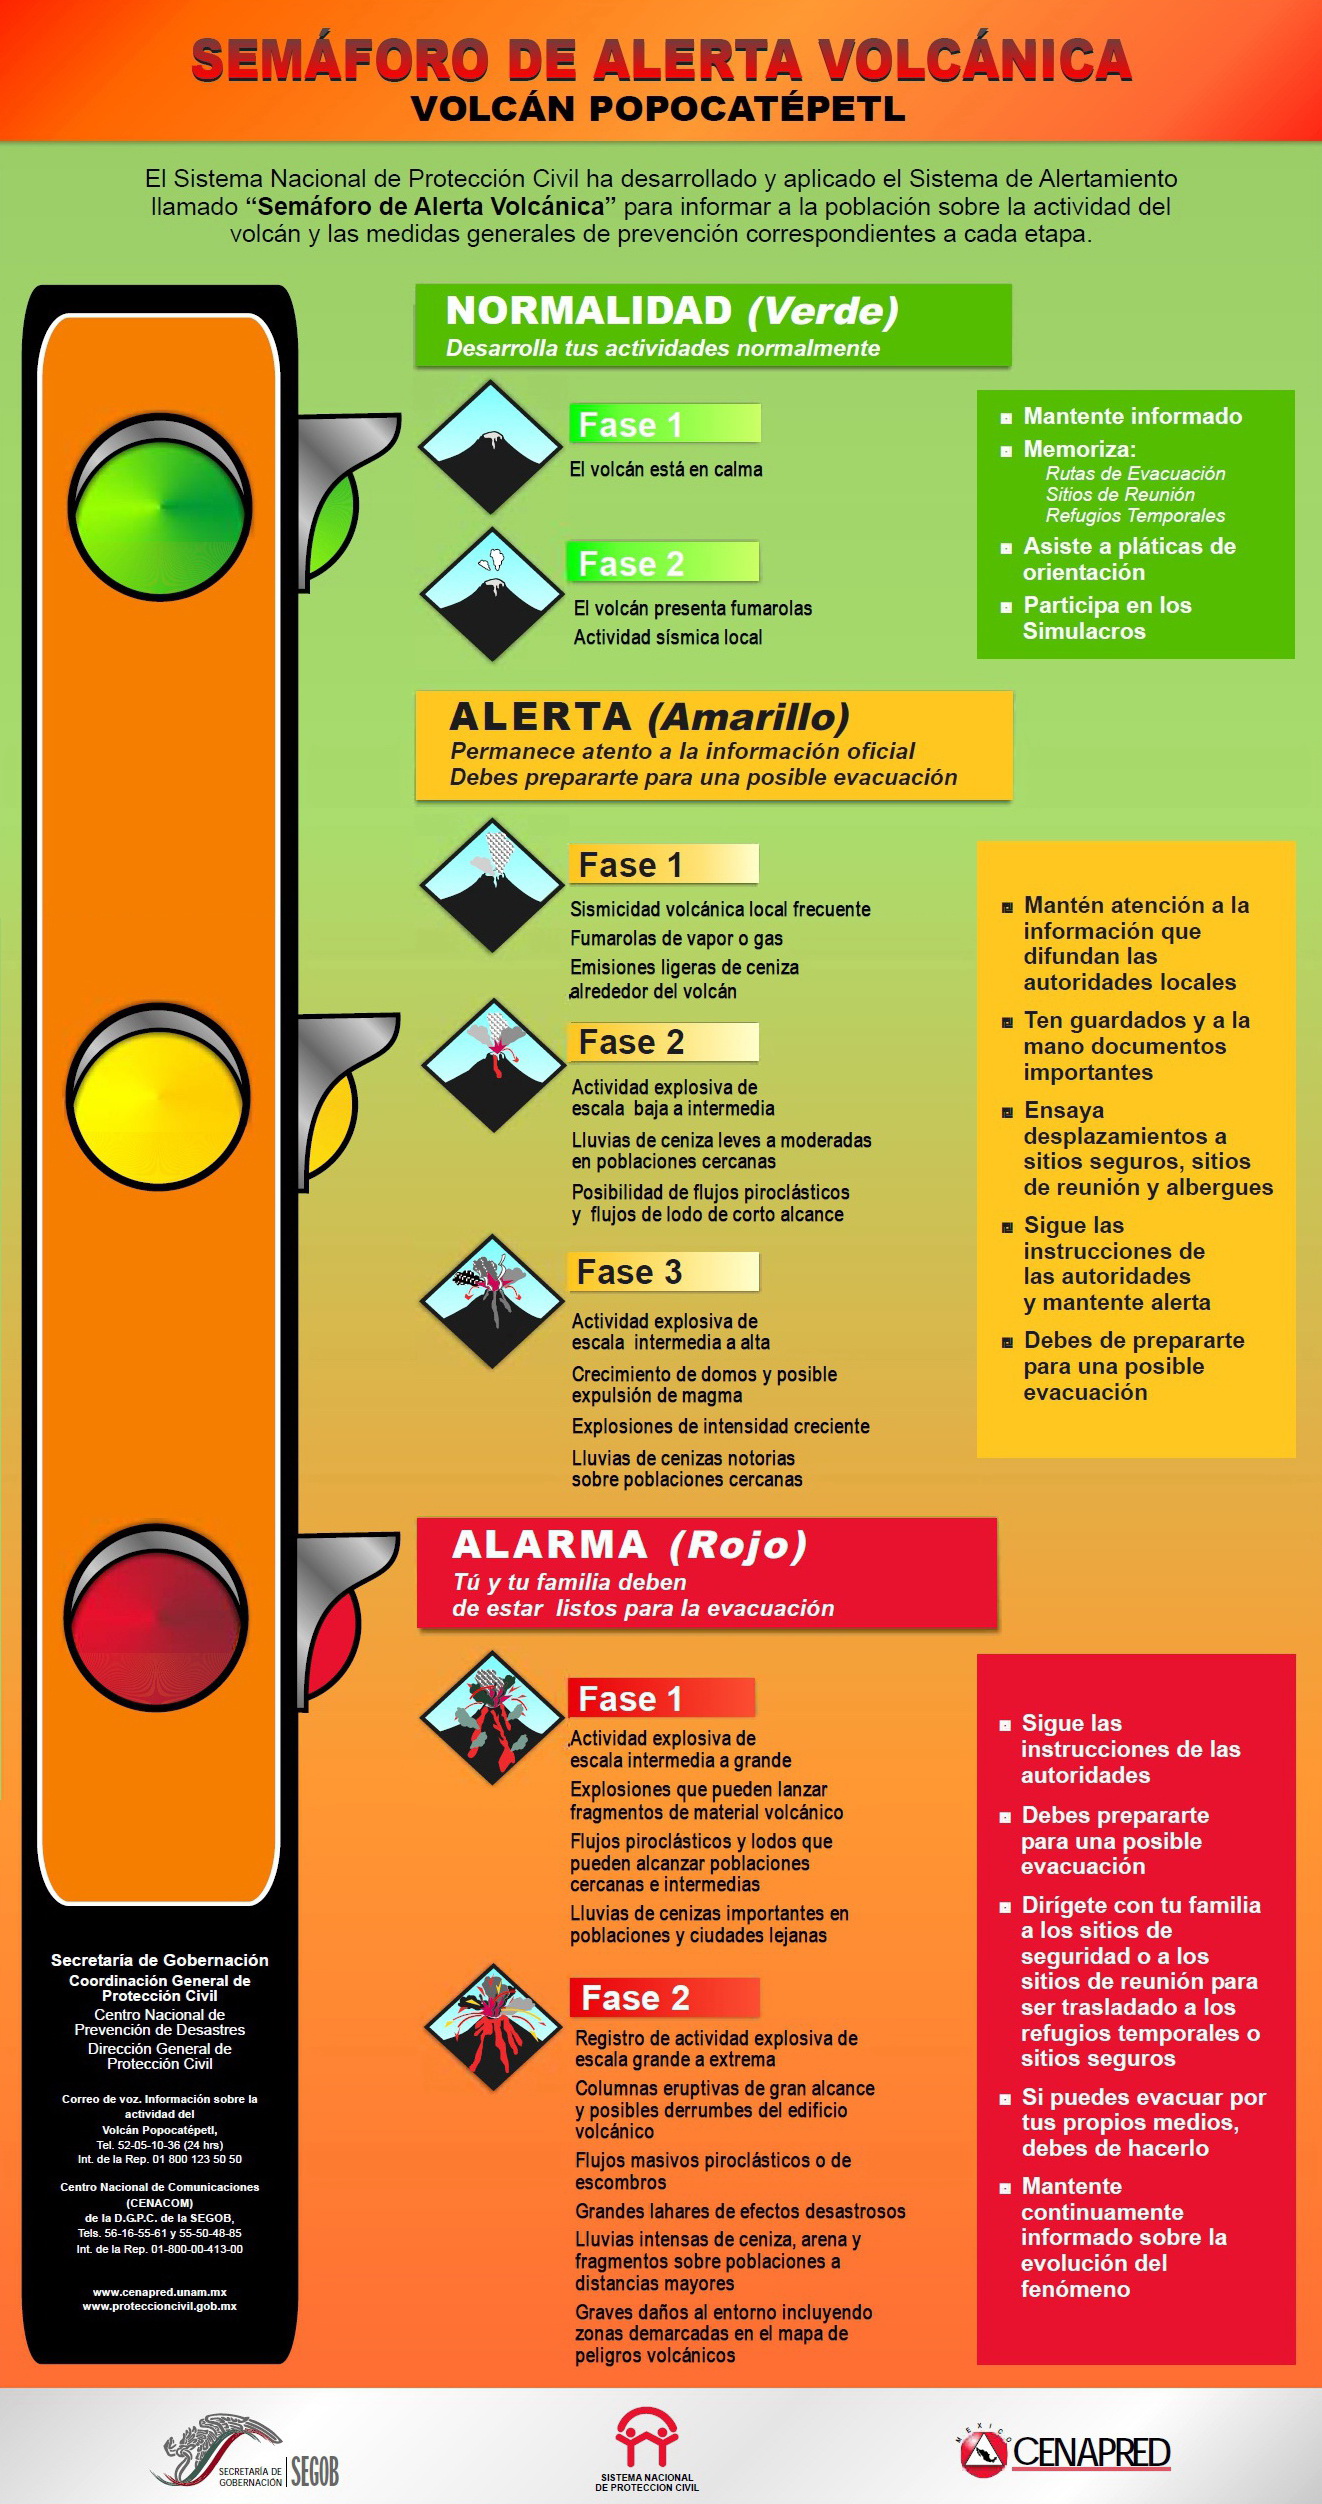 SEMÁFORO DE ALERTA VOLCÁNICA
VOLCÁN POPOCATÉPETL
El Sistema Nacional de Protección Civil ha desarrollado y aplicado el Sistema de Alertamiento
llamado “Semáforo de Alerta Volcánica” para informar a la población sobre la actividad del
volcán y las medidas generales de prevención correspondientes a cada etapa.
NORMALIDAD (Verde)
Desarrolla tus actividades normalmente
Fase 1
El volcán está en calma
Fase 2
El volcán presenta fumarolas
Actividad sísmica local
Mantente informado
Memoriza:
Rutas de Evacuación
Sitios de Reunión
Refugios Temporales
Asiste a pláticas de
orientación
Participa en los
Simulacros
ALERTA (Amarillo)
Permanece atento a la información oficial
Debes prepararte para una posible evacuación
Fase 1
Sismicidad volcánica local frecuente
Fumarolas de vapor o gas
Emisiones ligeras de ceniza
alrededor del volcán
Fase 2
Actividad explosiva de
escala baja a intermedia
Lluvias de ceniza leves a moderadas
en poblaciones cercanas
Posibilidad de flujos piroclásticos
y flujos de lodo de corto alcance
Fase 3
Actividad explosiva de
escala intermedia a alta
Crecimiento de domos y posible
expulsión de magma
Explosiones de intensidad creciente
Lluvias de cenizas notorias
sobre poblaciones cercanas
Mantén atención a la
información que
difundan las
autoridades locales
Ten guardados y a la
mano documentos
importantes
Ensaya
desplazamientos a
sitios seguros, sitios
de reunión y albergues
Sigue las
instrucciones de
las autoridades
y mantente alerta
Debes de prepararte
para una posible
evacuación
ALARMA (Rojo)
Tú y tu familia deben
de estar listos para la evacuación
Fase 1
Actividad explosiva de
escala intermedia a grande
Explosiones que pueden lanzar
fragmentos de material volcánico
Flujos piroclásticos y lodos que
pueden alcanzar poblaciones
cercanas e intermedias
Lluvias de cenizas importantes en
poblaciones y ciudades lejanas
Fase 2
Registro de actividad explosiva de
escala grande a extrema
Columnas eruptivas de gran alcance
y posibles derrumbes del edificio
volcánico
Flujos masivos piroclásticos o de
escombros
Grandes lahares de efectos desastrosos
Lluvias intensas de ceniza, arena y
fragmentos sobre poblaciones a
distancias mayores
Graves daños al entorno incluyendo
zonas demarcadas en el mapa de
peligros volcánicos
Sigue las
instrucciones de las
autoridades
Debes prepararte
para una posible
evacuación
Dirígete con tu familia
a los sitios de
seguridad o a los
sitios de reunión para
ser trasladado a los
refugios temporales o
sitios seguros
Si puedes evacuar por
tus propios medios,
debes de hacerlo
Mantente
continuamente
informado sobre la
evolución del
fenómeno
Secretaría de Gobernación
Coordinación General de
Protección Civil
Centro Nacional de
Prevención de Desastres
Dirección General de
Protección Civil
Correo de voz. Información sobre la
actividad del
Volcán Popocatépetl,
Tel. 52-05-10-36 (24 hrs)
Int. de la Rep. 01 800 123 50 50
Centro Nacional de Comunicaciones
(CENACOM)
de la D.G.P.C. de la SEGOB,
Tels. 56-16-55-61 y 55-50-48-85
Int. de la Rep. 01-800-00-413-00
www.cenapred.unam.mx
www.proteccioncivil.gob.mx
SECRETARÍA DE
GOBERNACIÓN
SEGOB
SISTEMA NACIONAL
DE PROTECCION CIVIL
MEXICO
CENAPRED